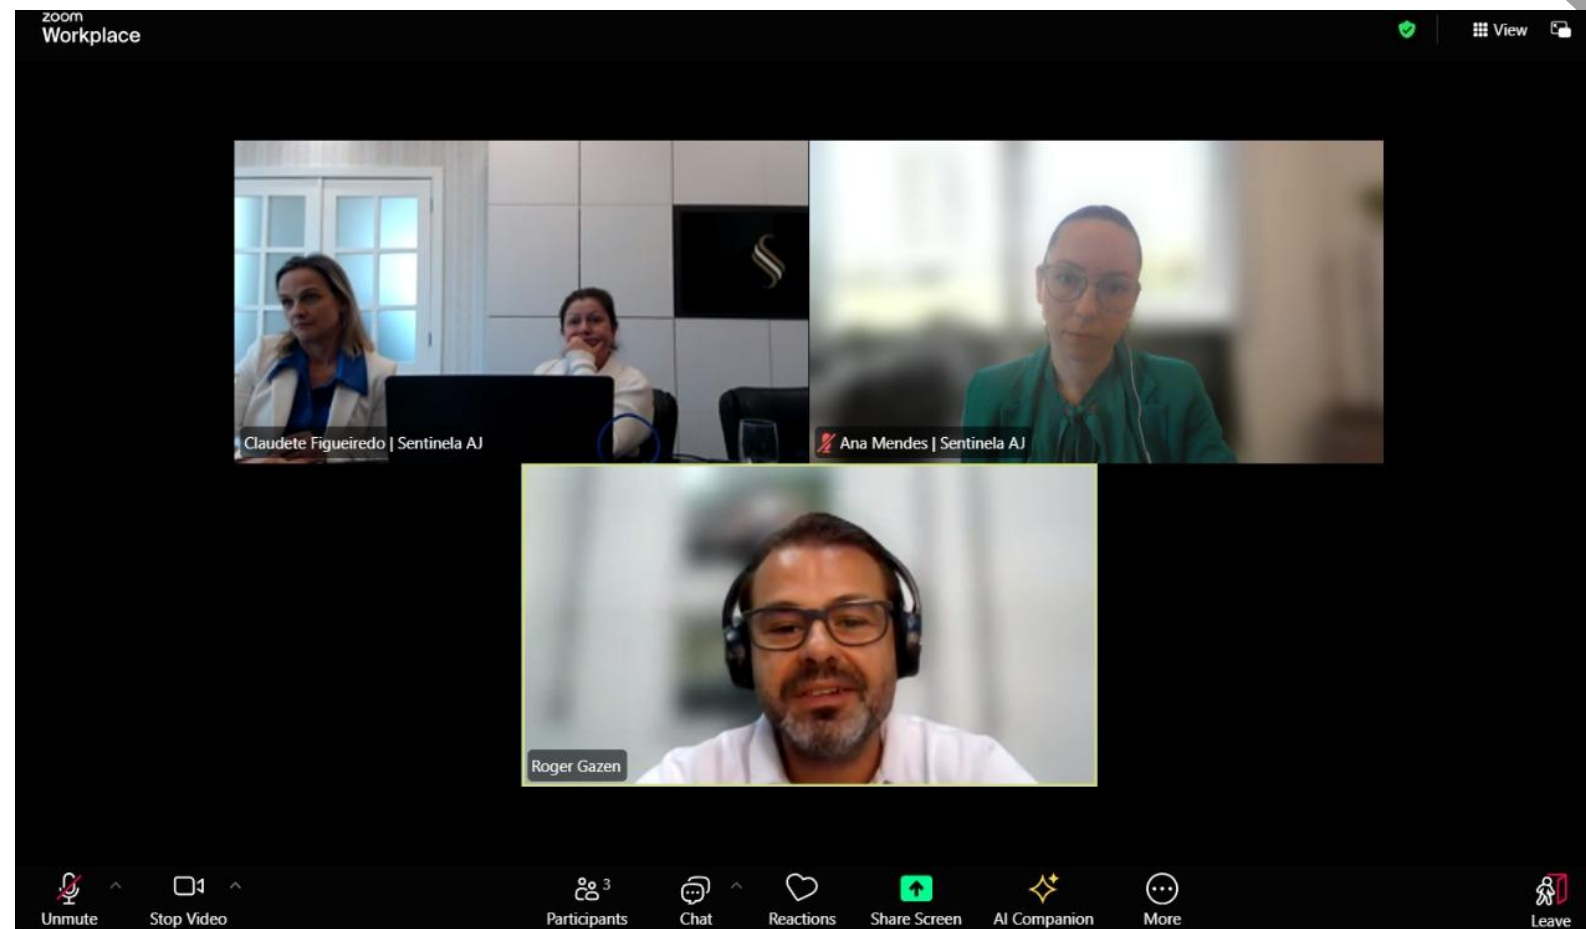 zoom
Workplace
View
Claudete Figueiredo | Sentinela AJ
Ana Mendes | Sentinela AJ
Roger Gazen
Unmute
Stop Video
Participants
3
Chat
Reactions
Share Screen
AI Companion
More
Leave